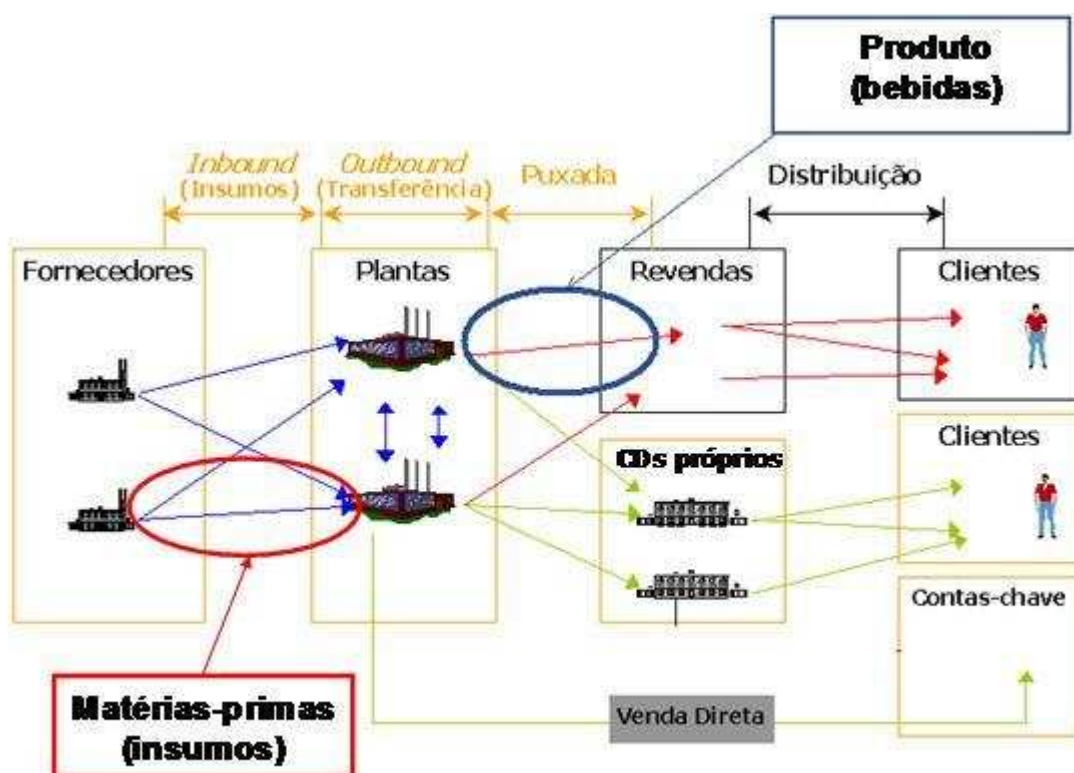 Produto
(bebidas)
Inbound
(Insumos)
Outbound
(Transferência)
Puxada
Distribuição
Fornecedores
Plantas
Revendas
Clientes
CDs próprios
Clientes
Contas-chave
Matérias-primas
(insumos)
Venda Direta